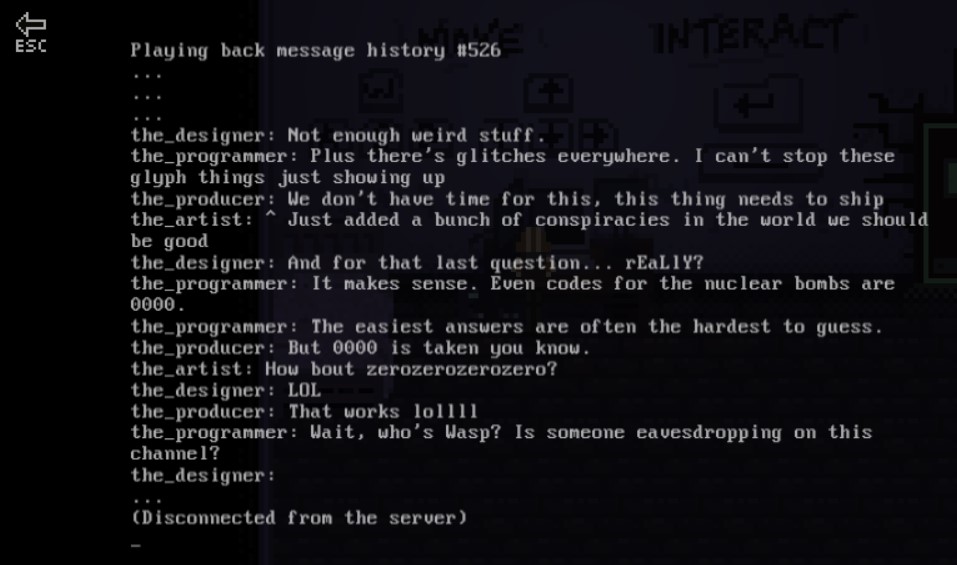 ESC
MOVE
INTERACT
W
Playing back message history #526
...
...
...
the_designer: Not enough weird stuff.
the_programmer: Plus there's glitches everywhere. I can't stop these
glyph things just showing up
the_producer: We don't have time for this, this thing needs to ship
the_artist: ^ Just added a bunch of conspiracies in the world we should
be good
the_designer: And for that last question... rEaLlY?
the_programmer: It makes sense. Even codes for the nuclear bombs are
0000.
the_programmer: The easiest answers are often the hardest to guess.
the_producer: But 0000 is taken you know.
the_artist: How bout zerozerozerozero?
the_designer: LOL
the_producer: That works lollll
the_programmer: Wait, who's Wasp? Is someone eavesdropping on this
channel?
the_designer:
...
(Disconnected from the server)
_